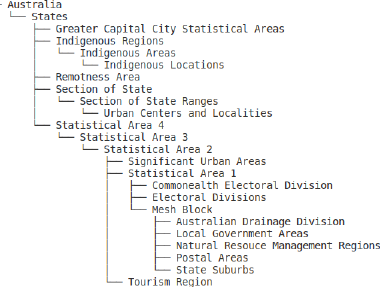 Australia
States
Greater Capital City Statistical Areas
Indigenous Regions
Indigenous Areas
Indigenous Locations
Remotness Area
Section of State
Section of State Ranges
Urban Centers and Localities
Statistical Area 4
Statistical Area 3
Statistical Area 2
Significant Urban Areas
Statistical Area 1
Commonwealth Electoral Division
Electoral Divisions
Mesh Block
Australian Drainage Division
Local Government Areas
Natural Resouce Management Regions
Postal Areas
State Suburbs
Tourism Region